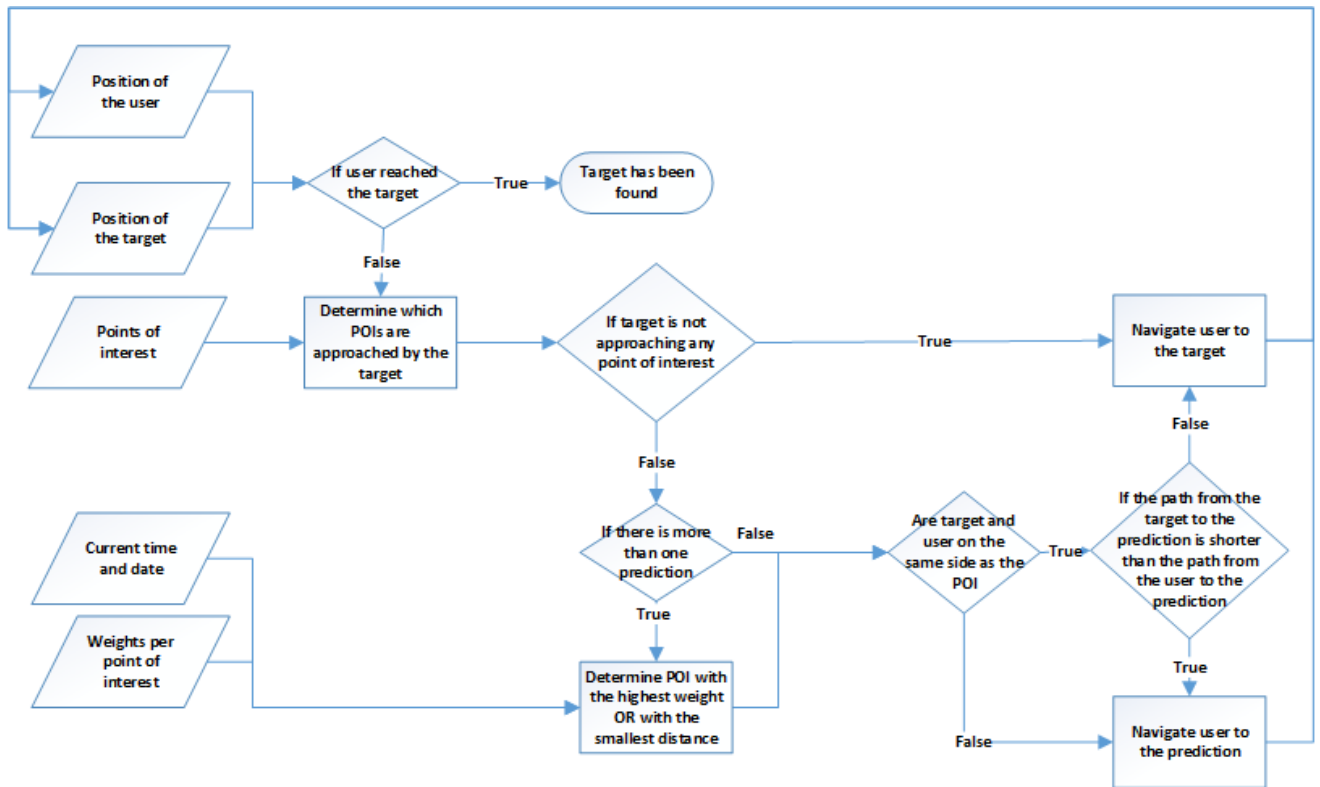 Position of
the user
If user reached
the target
True
Target has been
found
Position of
the target
False
Points of
interest
Determine which
POIs are
approached by the
target
If target is not
approaching any
point of interest
True
Navigate user to
the target
False
False
Current time
and date
If there is more
than one
prediction
False
Are target and
user on the
same side as the
POI
True
If the path from the
target to the
prediction is shorter
than the path from
the user to the
prediction
True
Weights per
point of
interest
Determine POI with
the highest weight
OR with the
smallest distance
True
False
Navigate user to
the prediction